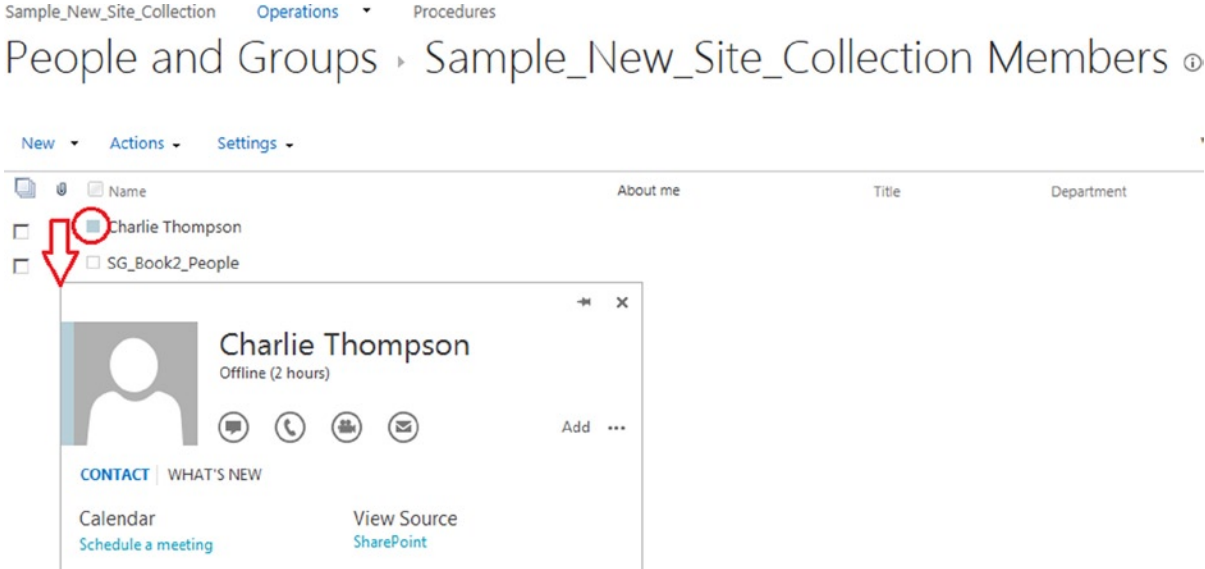 Sample_New_Site_Collection Operations Procedures
People and Groups Sample_New_Site_Collection Members
New Actions Settings
Name About me Title Department
Charlie Thompson
SG_Book2_People
Charlie Thompson
Offline (2 hours)
Add ...
CONTACT WHAT'S NEW
Calendar View Source
Schedule a meeting SharePoint